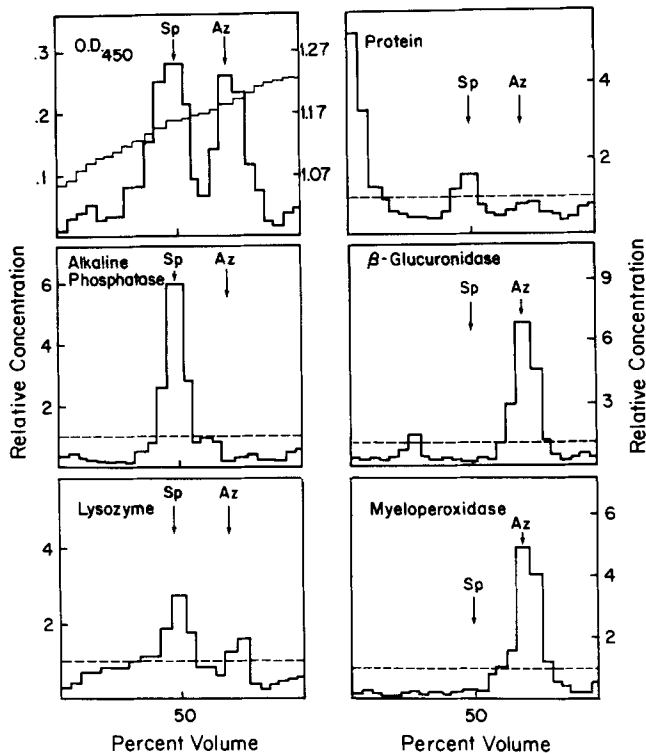 O.D.450
Sp
Az
.3
.2
.1
1.27
1.17
1.07
Protein
Sp
Az
4
2
Alkaline
Phosphatase
Sp
Az
6
4
2
β-Glucuronidase
Sp
Az
9
6
3
Lysozyme
Sp
Az
4
2
50
Myeloperoxidase
Az
Sp
6
4
2
50
Relative Concentration
Relative Concentration
Percent Volume
Percent Volume